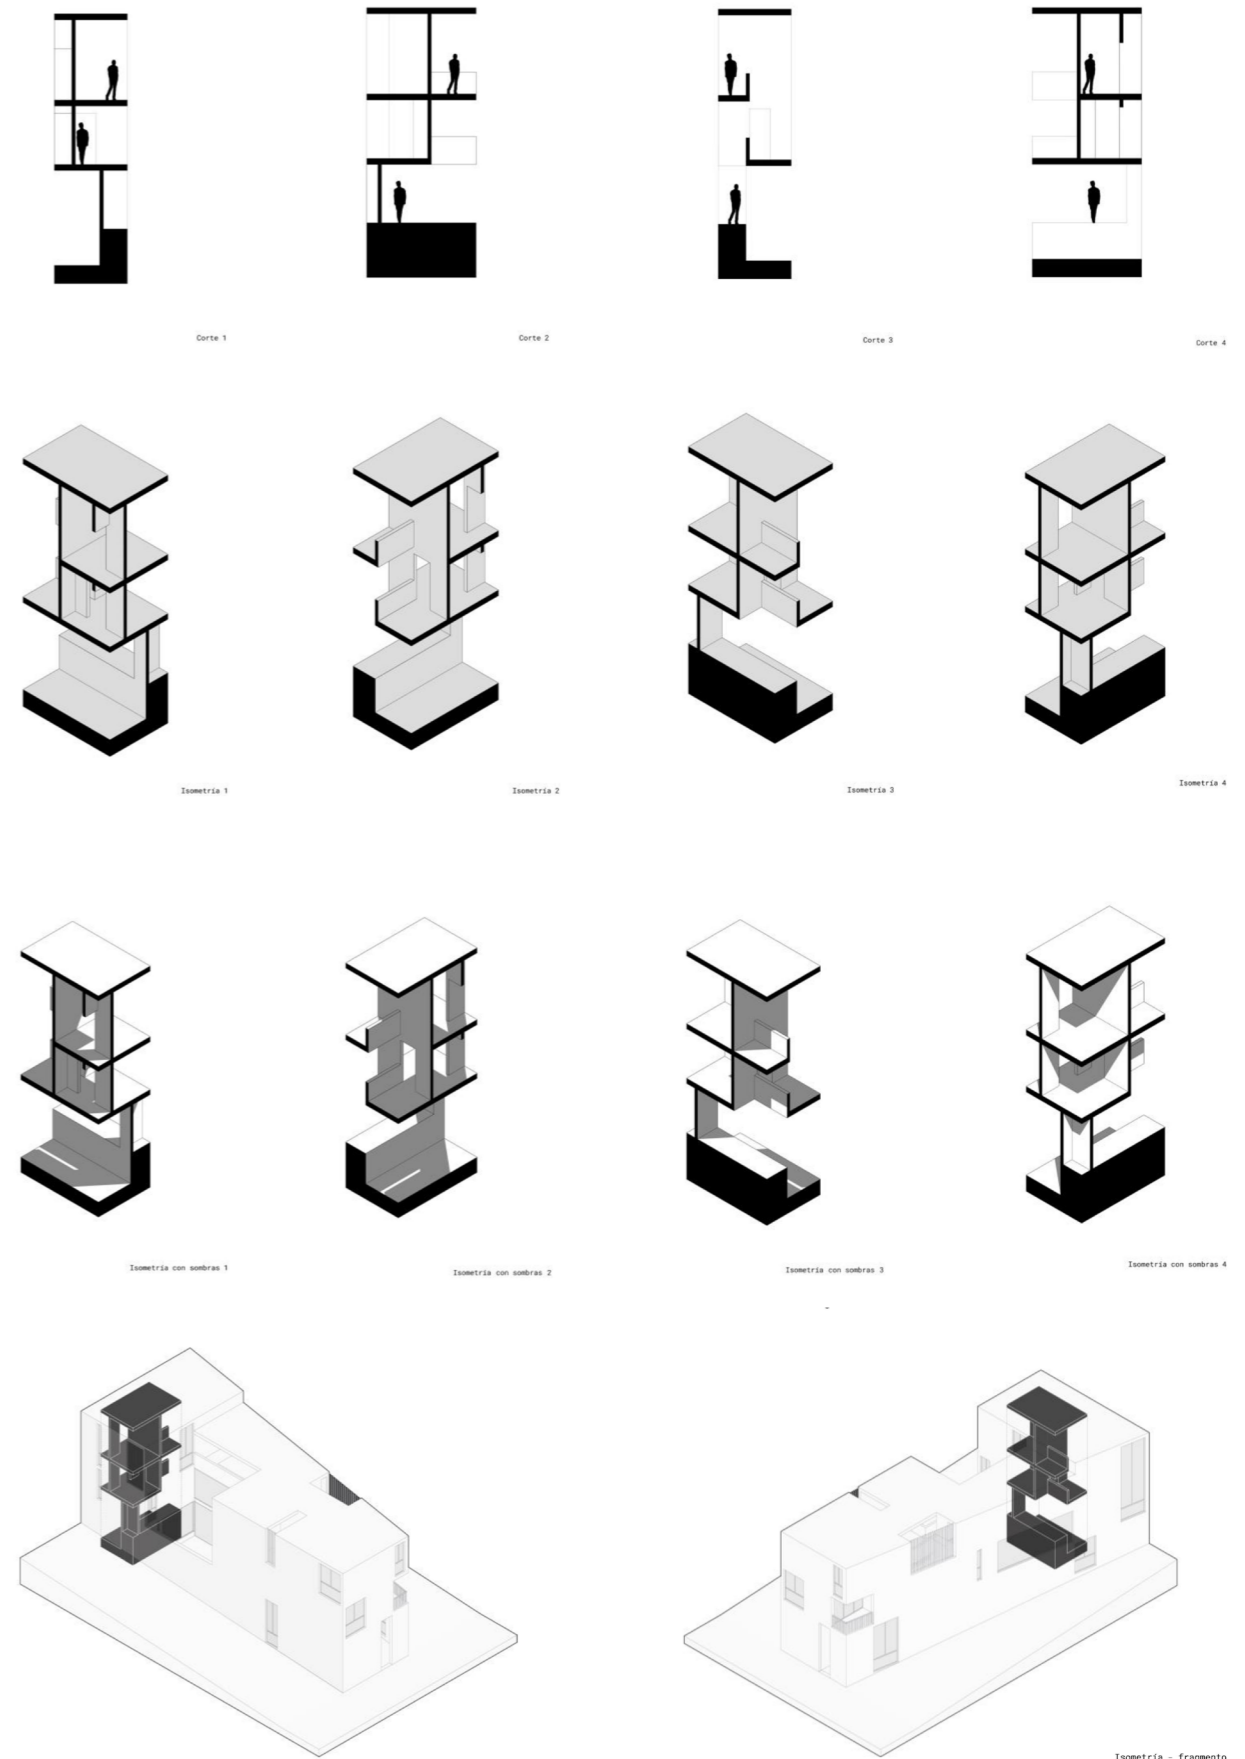 Corte 1
Corte 2
Corte 3
Corte 4
Isometría 1
Isometría 2
Isometría 3
Isometría 4
Isometría con sombras 1
Isometría con sombras 2
Isometría con sombras 3
Isometría con sombras 4
Isometría - fragmento